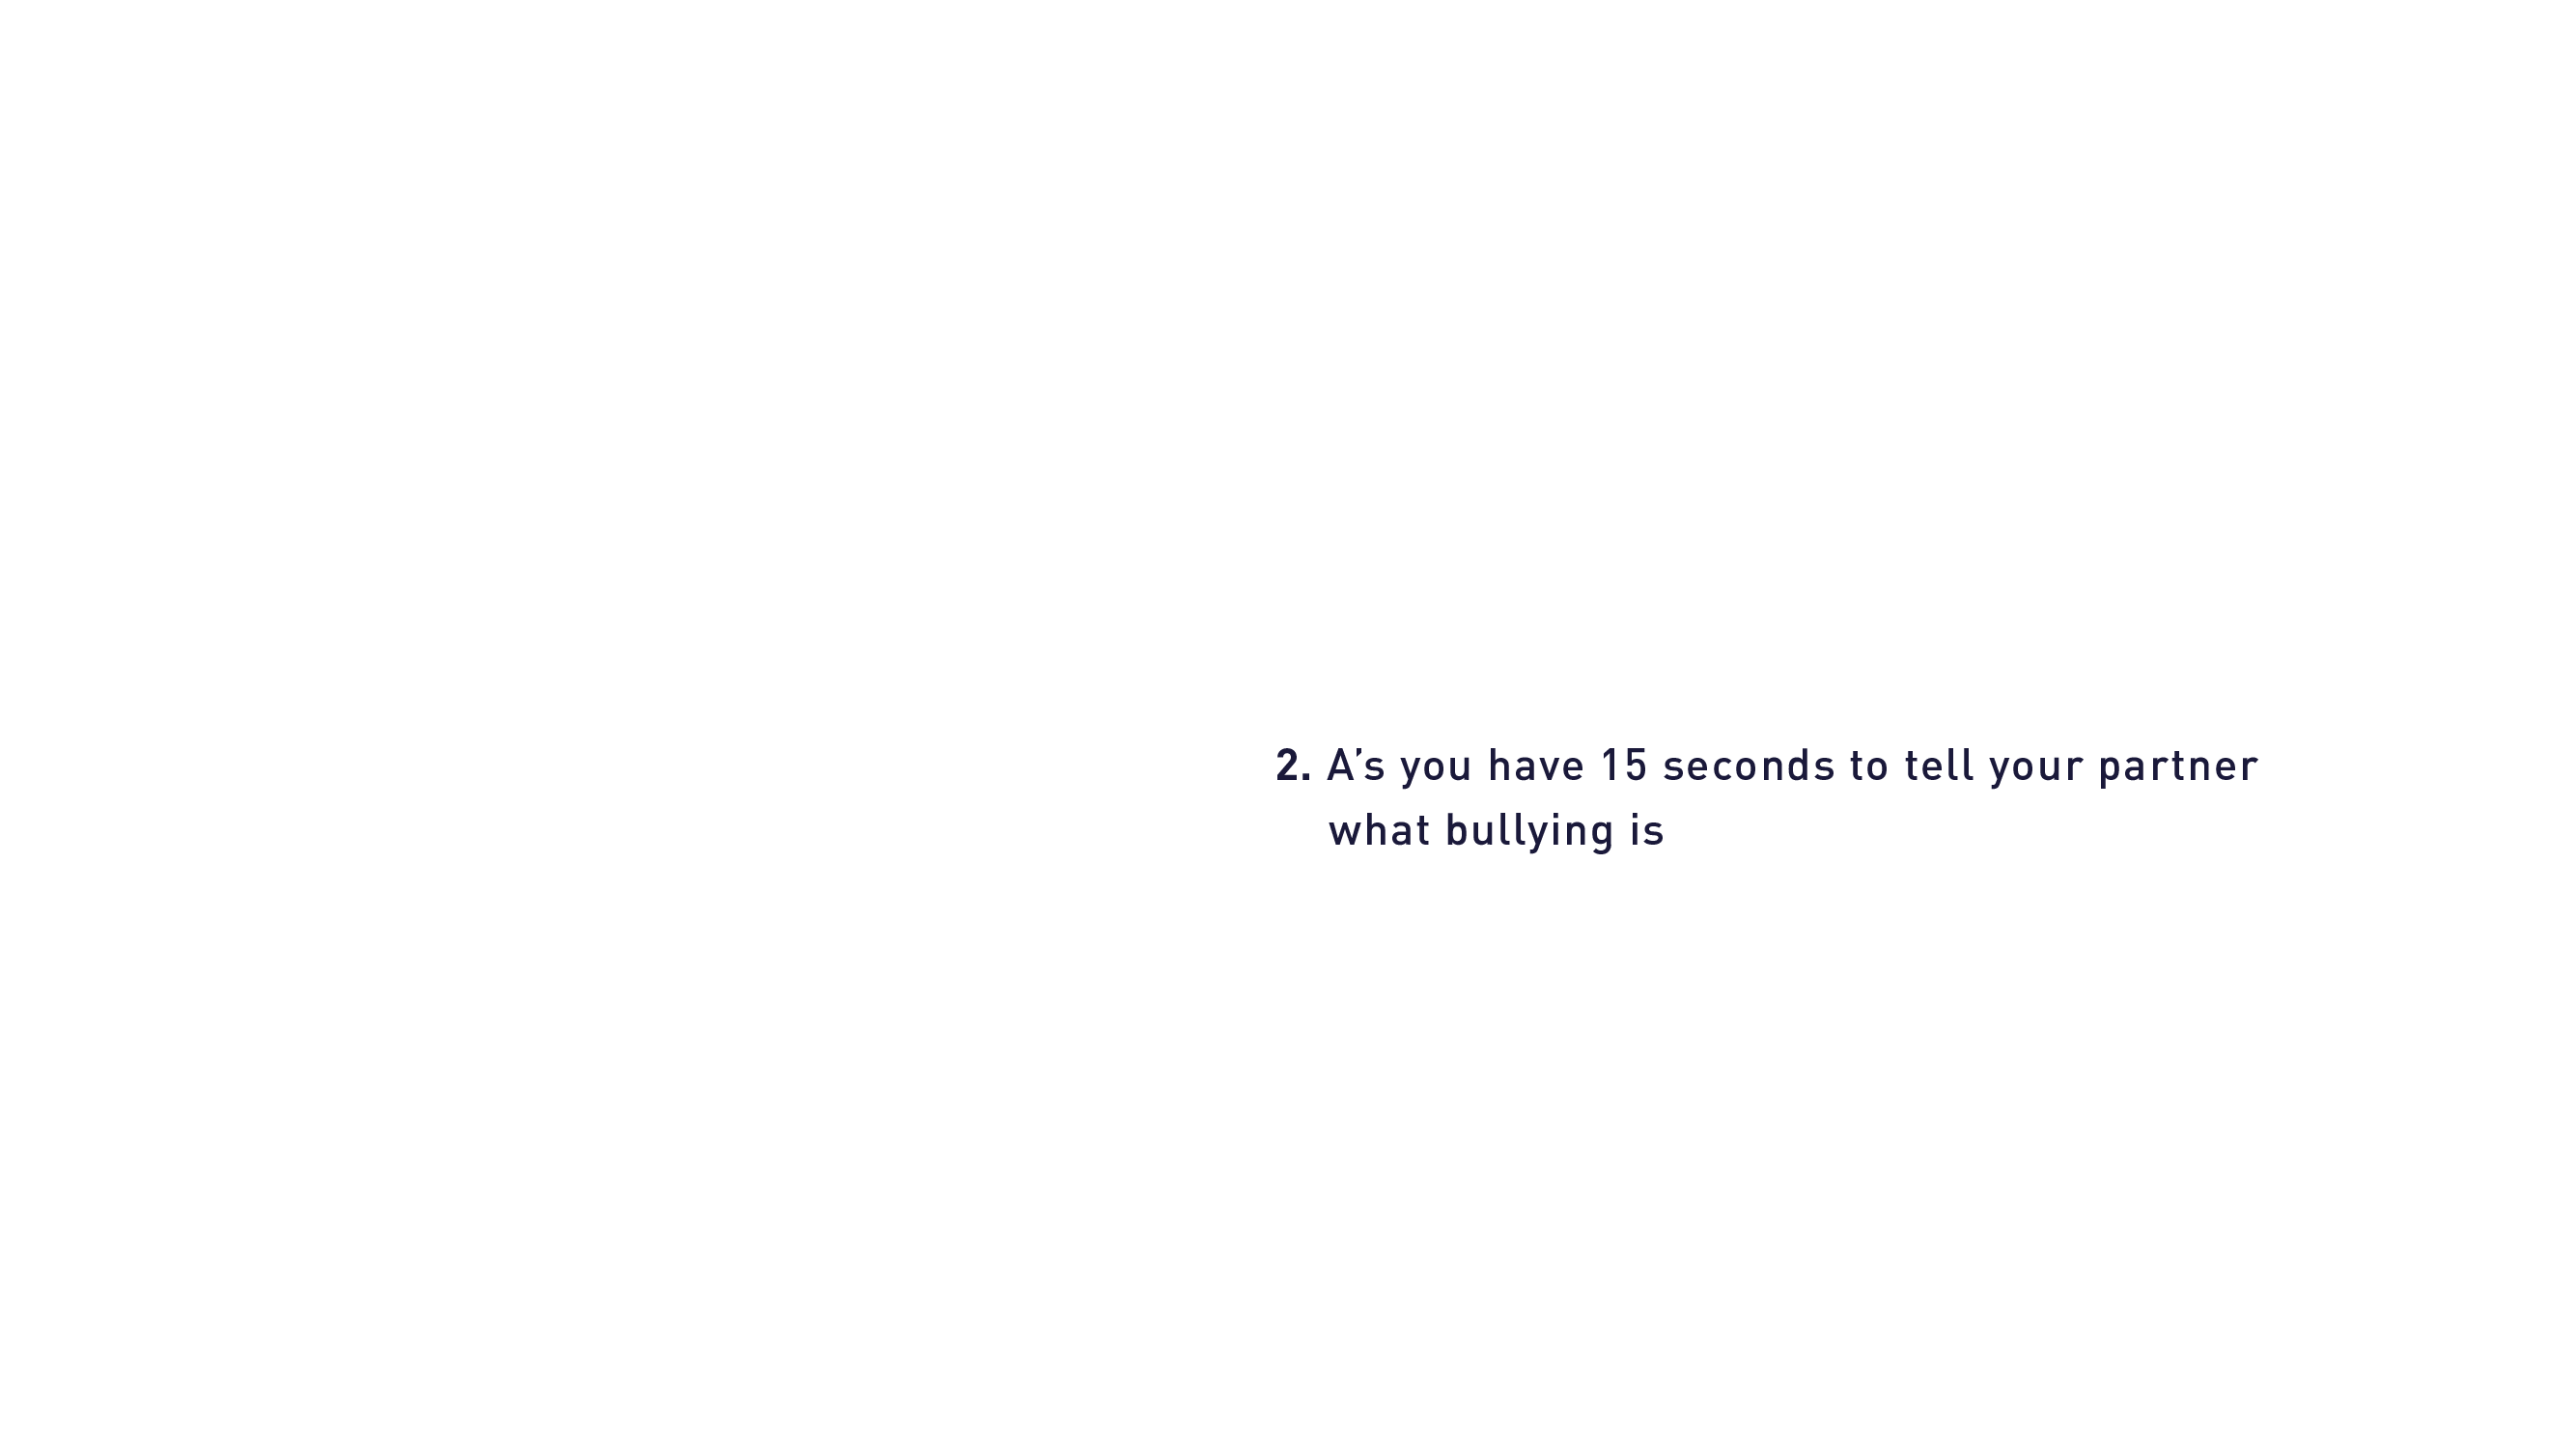 2. A’s you have 15 seconds to tell your partner
what bullying is